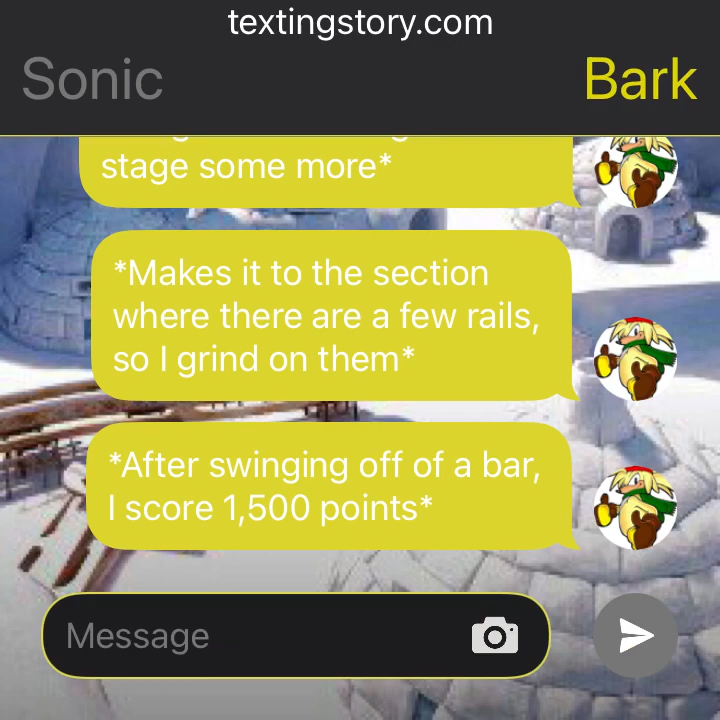 textingstory.com
Sonic
Bark
stage some more*
*Makes it to the section
where there are a few rails,
so I grind on them*
*After swinging off of a bar,
I score 1,500 points*
Message